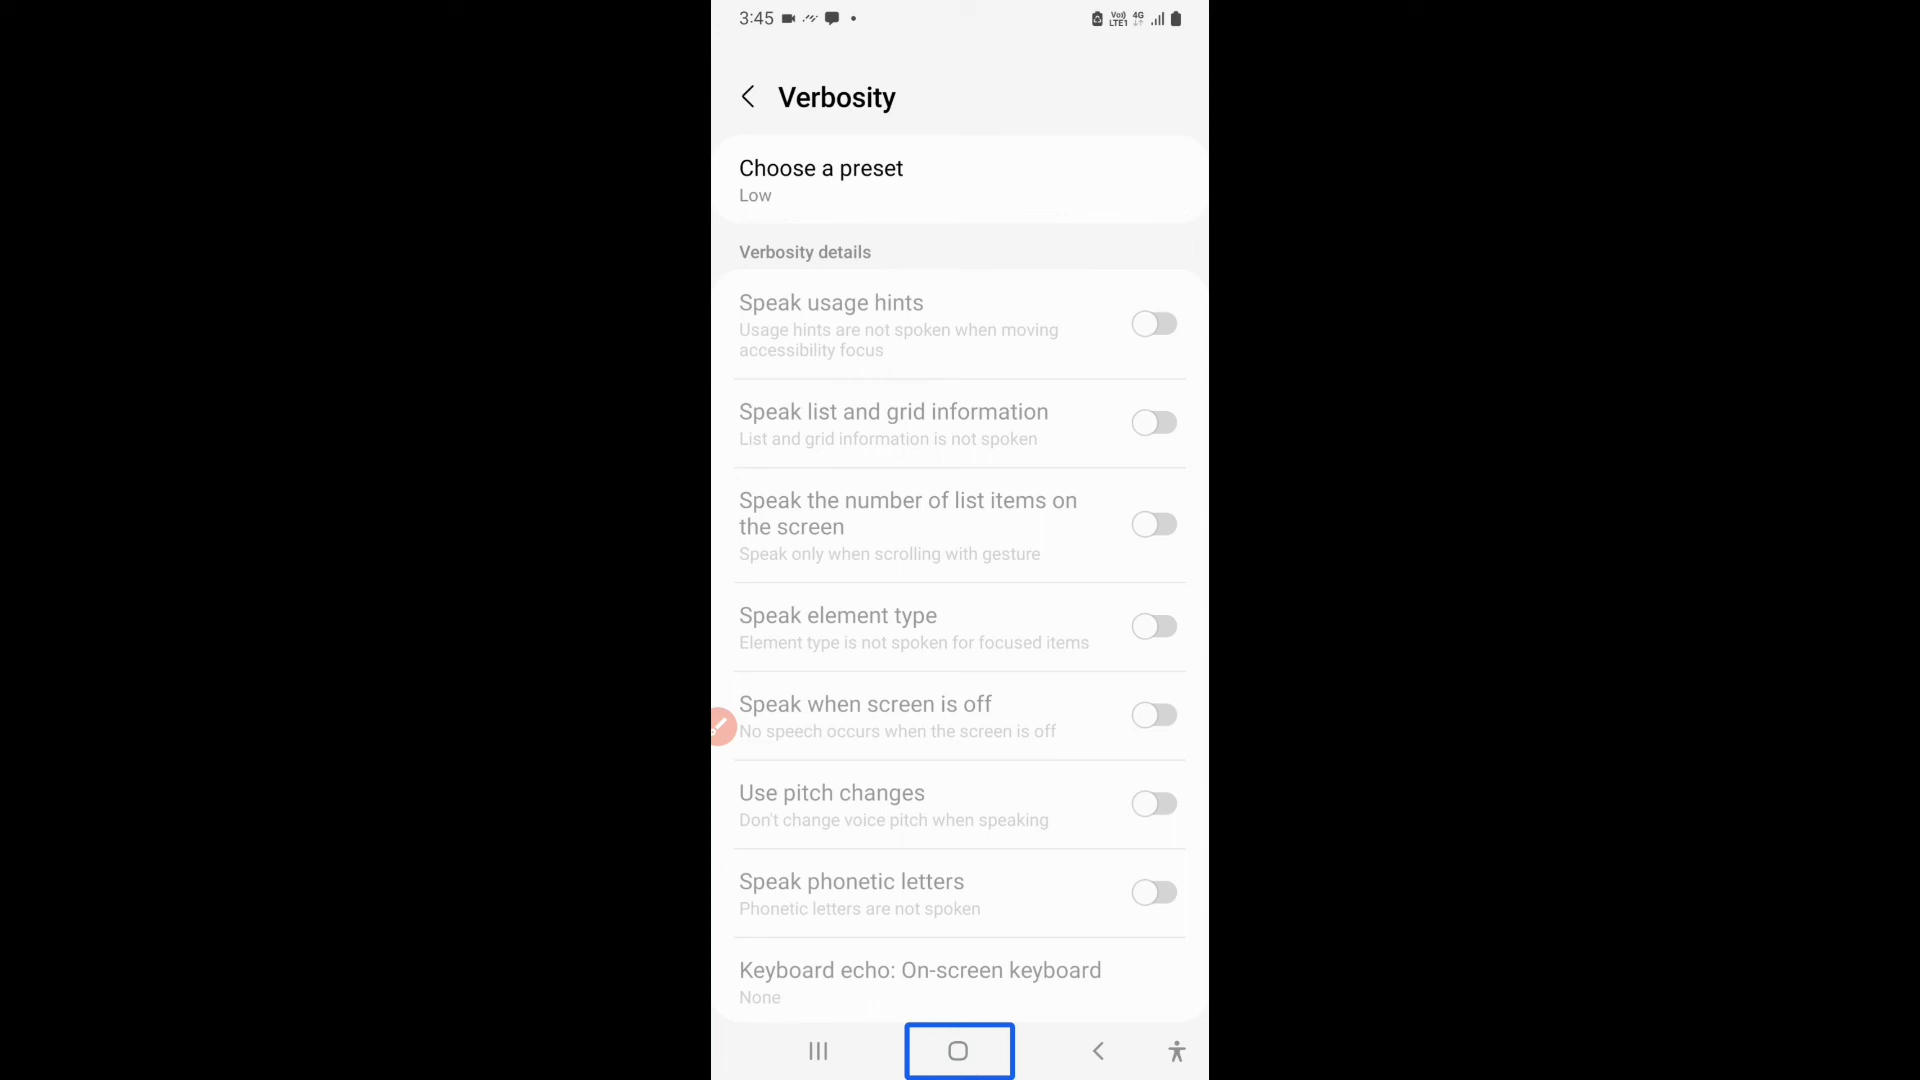 3:45
Vo))
LTE1
4G
Verbosity
Choose a preset
Low
Verbosity details
Speak usage hints
Usage hints are not spoken when moving
accessibility focus
Speak list and grid information
List and grid information is not spoken
Speak the number of list items on
the screen
Speak only when scrolling with gesture
Speak element type
Element type is not spoken for focused items
Speak when screen is off
No speech occurs when the screen is off
Use pitch changes
Don't change voice pitch when speaking
Speak phonetic letters
Phonetic letters are not spoken
Keyboard echo: On-screen keyboard
None